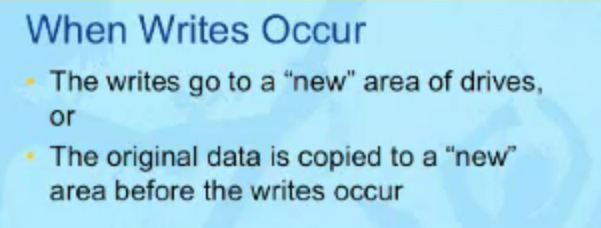 When Writes Occur
The writes go to a “new” area of drives,
or
The original data is copied to a “new”
area before the writes occur